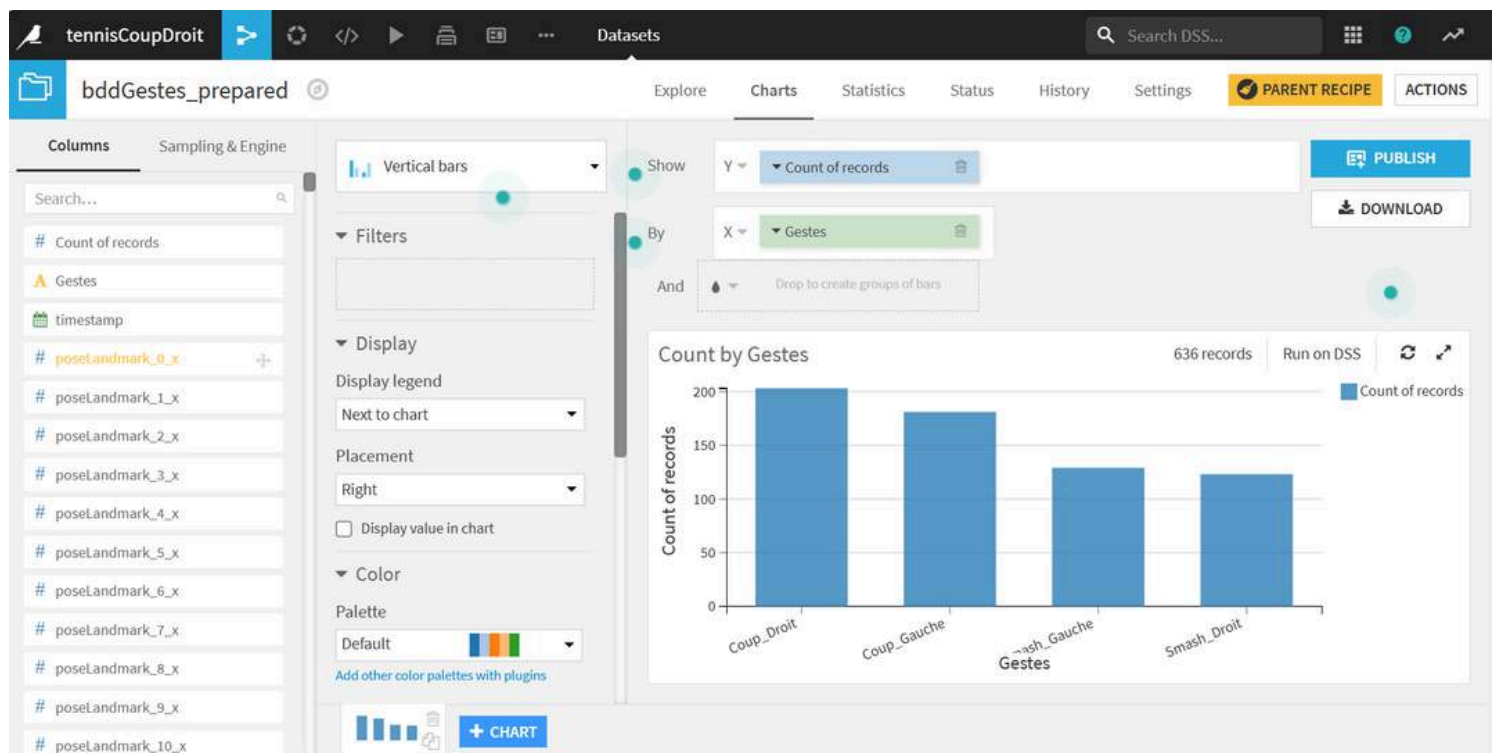 tennisCoupDroit
</>
...
Datasets
Search DSS...
?
bddGestes_prepared
Explore
Charts
Statistics
Status
History
Settings
PARENT RECIPE
ACTIONS
Columns
Sampling & Engine
Search...
# Count of records
A Gestes
timestamp
# poseLandmark_0_x
# poseLandmark_1_x
# poseLandmark_2_x
# poseLandmark_3_x
# poseLandmark_4_x
# poseLandmark_5_x
# poseLandmark_6_x
# poseLandmark_7_x
# poseLandmark_8_x
# poseLandmark_9_x
# poseLandmark_10_x
Vertical bars
Filters
Display
Display legend
Next to chart
Placement
Right
Display value in chart
Color
Palette
Default
Add other color palettes with plugins
+ CHART
Show
Y
Count of records
By
X
Gestes
And
Drop to create groups of bars
PUBLISH
DOWNLOAD
Count by Gestes
636 records
Run on DSS
Count of records
200
150
100
50
0
Count of records
Coup_Droit
Coup_Gauche
ash_Gauche
Smash_Droit
Gestes